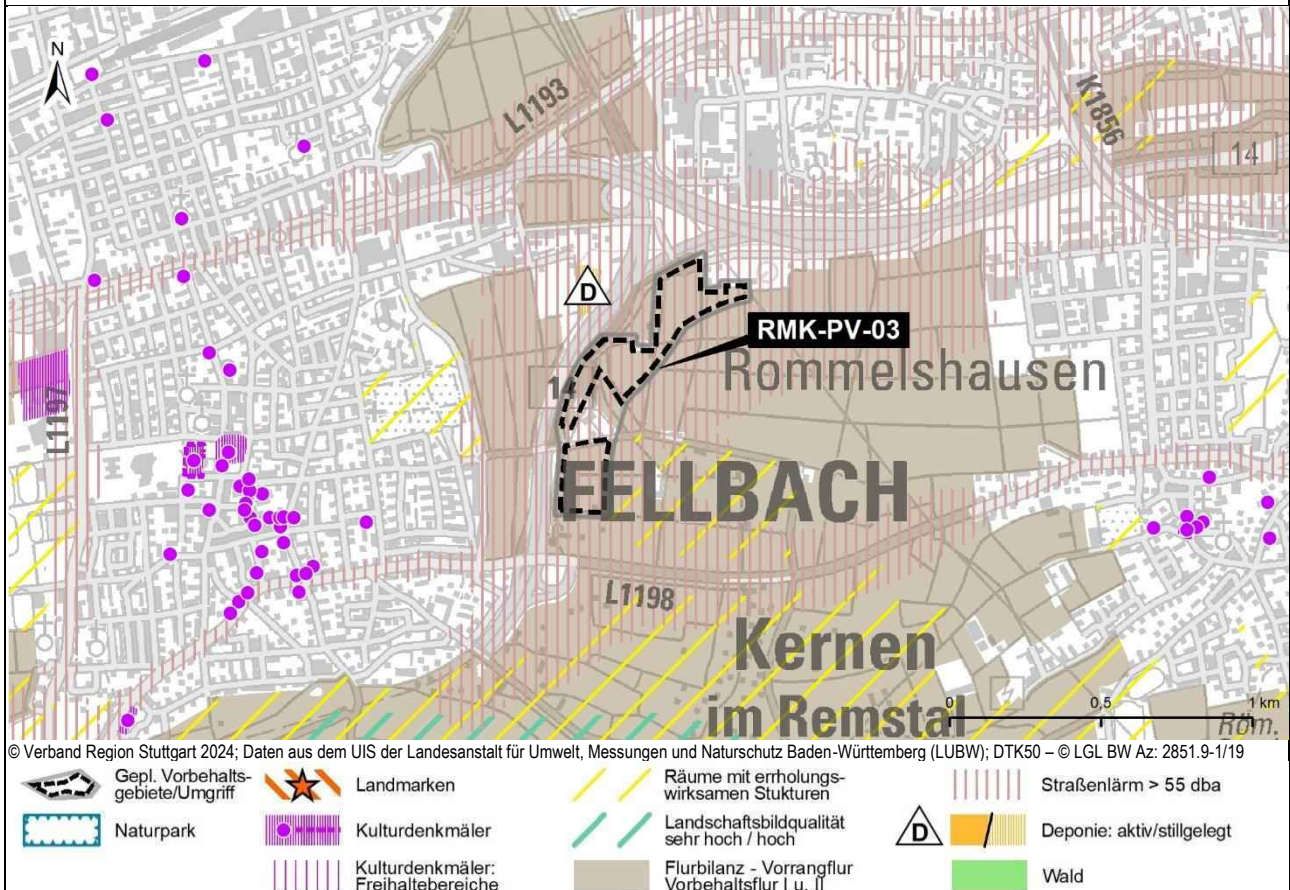 N
L1193
K1856
14
D
RMK-PV-03
Rommelshausen
14
L1197
FELLBACH
L1198
Kernen
im Remstal
0
0,5
1 km
Röm.
© Verband Region Stuttgart 2024; Daten aus dem UIS der Landesanstalt für Umwelt, Messungen und Naturschutz Baden-Württemberg (LUBW); DTK50 – © LGL BW Az: 2851.9-1/19
Gepl. Vorbehalts-
gebiete/Umgriff
Landmarken
Räume mit errholungs-
wirksamen Stukturen
Straßenlärm > 55 dba
Naturpark
Kulturdenkmäler
Landschaftsbildqualität
sehr hoch / hoch
D
Deponie: aktiv/stillgelegt
Kulturdenkmäler:
Freihaltebereiche
Flurbilanz - Vorrangflur
Vorbehaltsflur I u. II
Wald